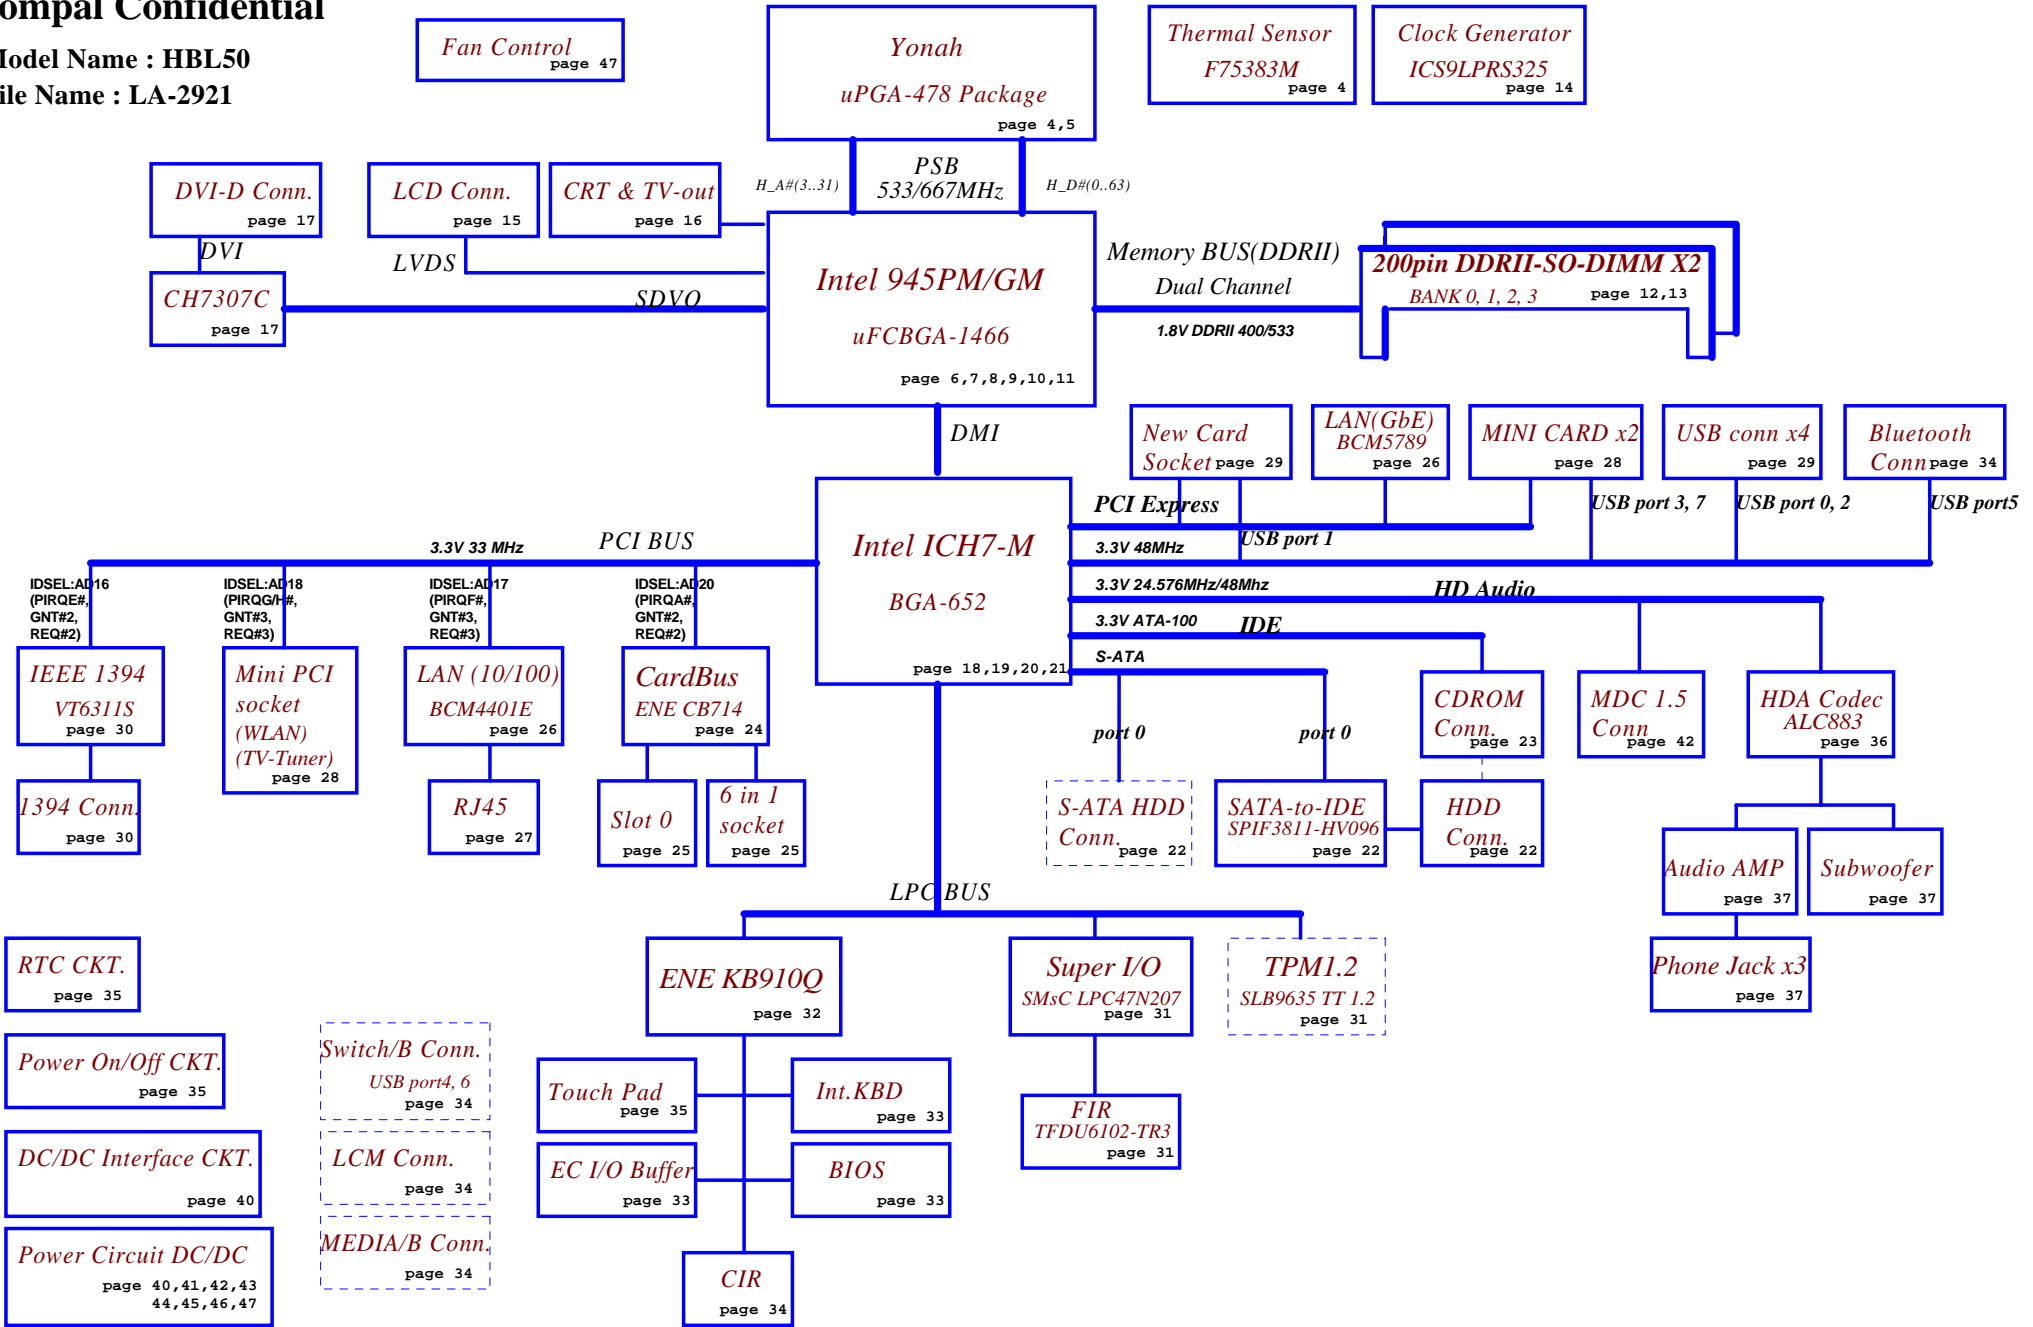 ompal Confidential
Model Name : HBL50
ile Name : LA-2921
Fan Control
page 47
Yonah
uPGA-478 Package
page 4,5
Thermal Sensor
F75383M
page 4
Clock Generator
ICS9LPRS325
page 14
DVI-D Conn.
page 17
LCD Conn.
page 15
CRT & TV-out
page 16
H_A#(3..31)
PSB
533/667MHz
H_D#(0..63)
DVI
LVDS
CH7307C
page 17
SDVO
Intel 945PM/GM
uFCBGA-1466
page 6,7,8,9,10,11
Memory BUS(DDRII)
Dual Channel
1.8V DDRII 400/533
200pin DDRII-SO-DIMM X2
BANK 0, 1, 2, 3
page 12,13
DMI
New Card
Socket
page 29
LAN(GbE)
BCM5789
page 26
MINI CARD x2
page 28
USB conn x4
page 29
Bluetooth
Conn
page 34
PCI Express
USB port 3, 7
USB port 0, 2
USB port5
USB port 1
3.3V 48MHz
3.3V 24.576MHz/48Mhz
HD Audio
3.3V ATA-100
IDE
S-ATA
Intel ICH7-M
BGA-652
page 18,19,20,21
3.3V 33 MHz
PCI BUS
IDSEL:AD16
(PIRQE#,
GNT#2,
REQ#2)
IDSEL:AD18
(PIRQG/H#,
GNT#3,
REQ#3)
IDSEL:AD17
(PIRQF#,
GNT#3,
REQ#3)
IDSEL:AD20
(PIRQA#,
GNT#2,
REQ#2)
IEEE 1394
VT6311S
page 30
Mini PCI
socket
(WLAN)
(TV-Tuner)
page 28
LAN (10/100)
BCM4401E
page 26
CardBus
ENE CB714
page 24
port 0
port 0
CDROM
Conn.
page 23
MDC 1.5
Conn
page 42
HDA Codec
ALC883
page 36
1394 Conn.
page 30
RJ45
page 27
Slot 0
page 25
6 in 1
socket
page 25
S-ATA HDD
Conn.
page 22
SATA-to-IDE
SPIF3811-HV096
page 22
HDD
Conn.
page 22
Audio AMP
page 37
Subwoofer
page 37
Phone Jack x3
page 37
LPC BUS
RTC CKT.
page 35
Power On/Off CKT.
page 35
DC/DC Interface CKT.
page 40
Power Circuit DC/DC
page 40,41,42,43
44,45,46,47
Switch/B Conn.
USB port4, 6
page 34
LCM Conn.
page 34
MEDIA/B Conn.
page 34
ENE KB910Q
page 32
Super I/O
SMsC LPC47N207
page 31
TPM1.2
SLB9635 TT 1.2
page 31
Touch Pad
page 35
Int.KBD
page 33
EC I/O Buffer
page 33
BIOS
page 33
CIR
page 34
FIR
TFDU6102-TR3
page 31